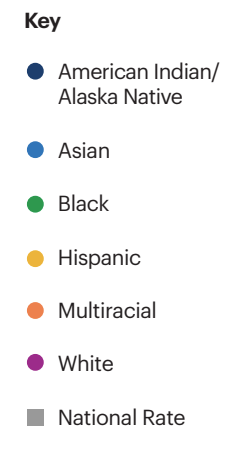 Key
American Indian/
Alaska Native
Asian
Black
Hispanic
Multiracial
White
National Rate